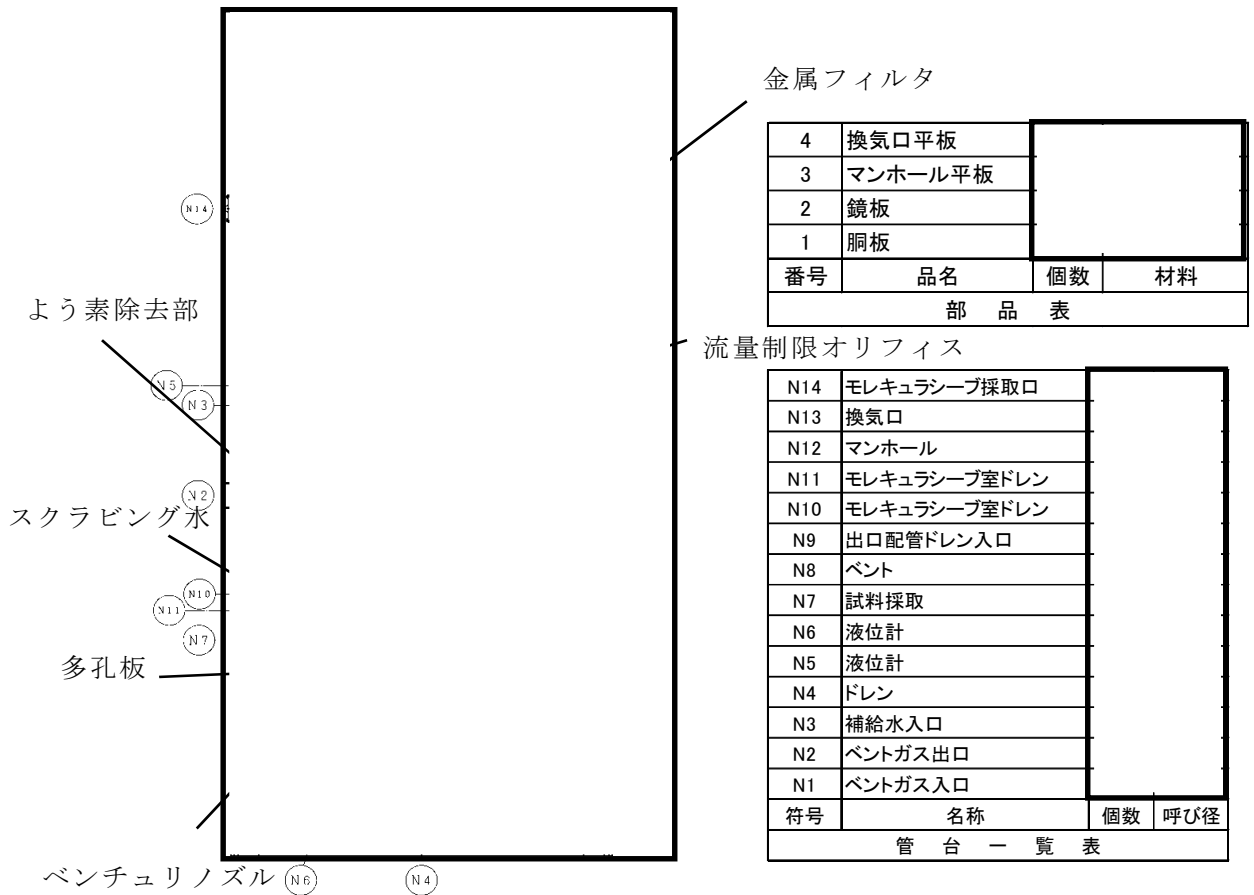 金属フィルタ
4 換気口平板
3 マンホール平板
2 鏡板
1 胴板
番号 品名 個数 材料
部品表
N14
よう素除去部
流量制限オリフィス
N5
N3
N2
スクラビング水
N10
N11
N7
多孔板
ベンチュリノズル
N6
N4
N14 モレキュラシーブ採取口
N13 換気口
N12 マンホール
N11 モレキュラシーブ室ドレン
N10 モレキュラシーブ室ドレン
N9 出口配管ドレン入口
N8 ベント
N7 試料採取
N6 液位計
N5 液位計
N4 ドレン
N3 補給水入口
N2 ベントガス出口
N1 ベントガス入口
符号 名称 個数 呼び径
管台一覧表